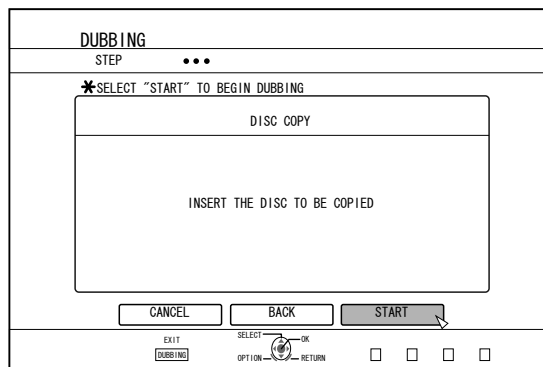 DUBBING
STEP
✱SELECT "START" TO BEGIN DUBBING
DISC COPY
INSERT THE DISC TO BE COPIED
CANCEL BACK START
EXIT
DUBBING
SELECT OK
OPTION RETURN